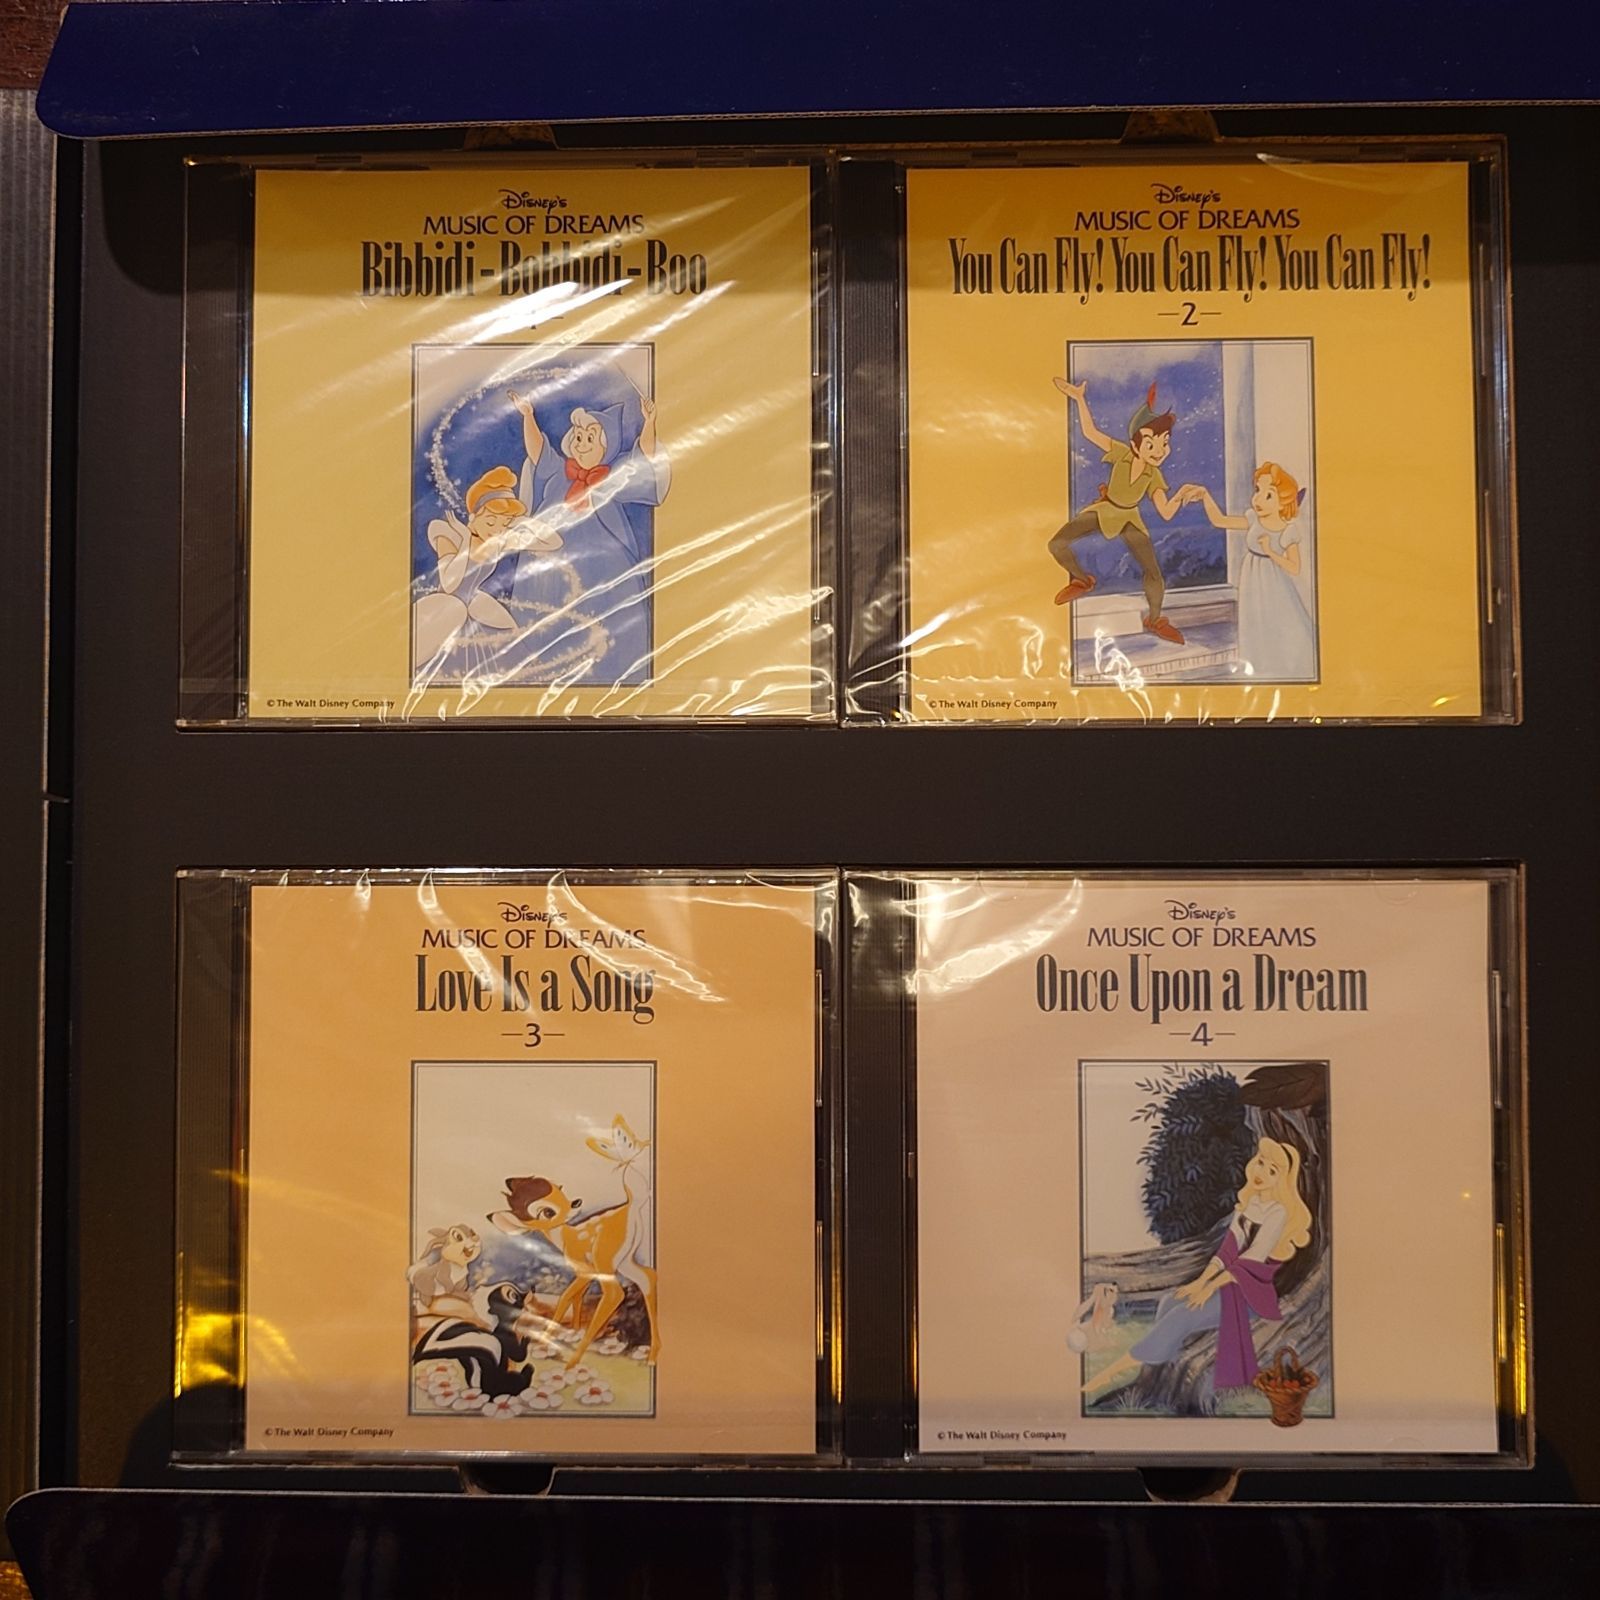 Disney's
MUSIC OF DREAMS
Bibbidi-Bobbidi-Boo
Disney's
MUSIC OF DREAMS
You Can Fly! You Can Fly! You Can Fly!
—2—
© The Walt Disney Company
© The Walt Disney Company
Disney's
MUSIC OF DREAMS
Love Is a Song
—3—
Disney's
MUSIC OF DREAMS
Once Upon a Dream
—4—
© The Walt Disney Company
© The Walt Disney Company